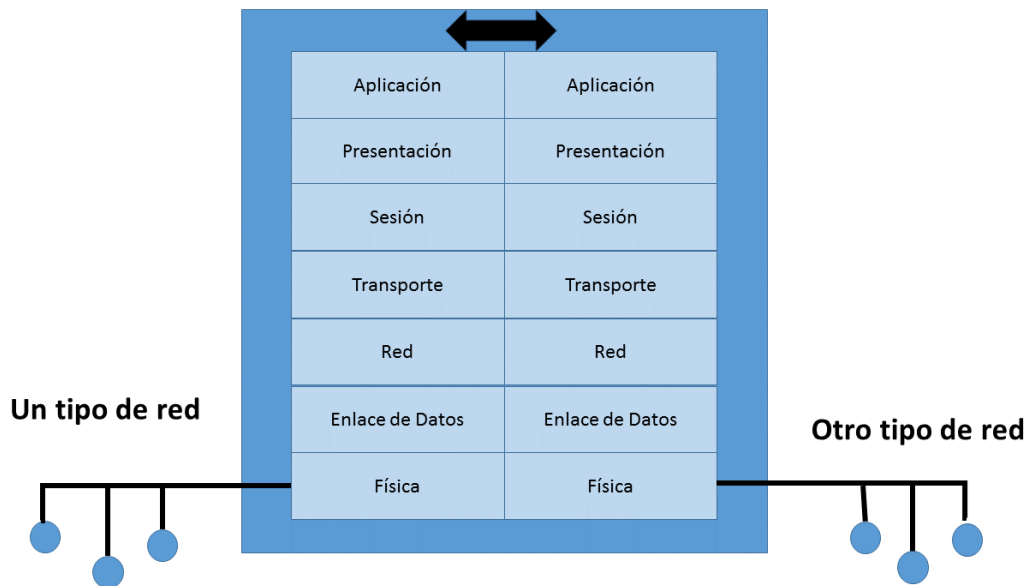 Aplicación Aplicación
Presentación Presentación
Sesión Sesión
Transporte Transporte
Red Red
Un tipo de red
Enlace de Datos Enlace de Datos
Otro tipo de red
Física Física